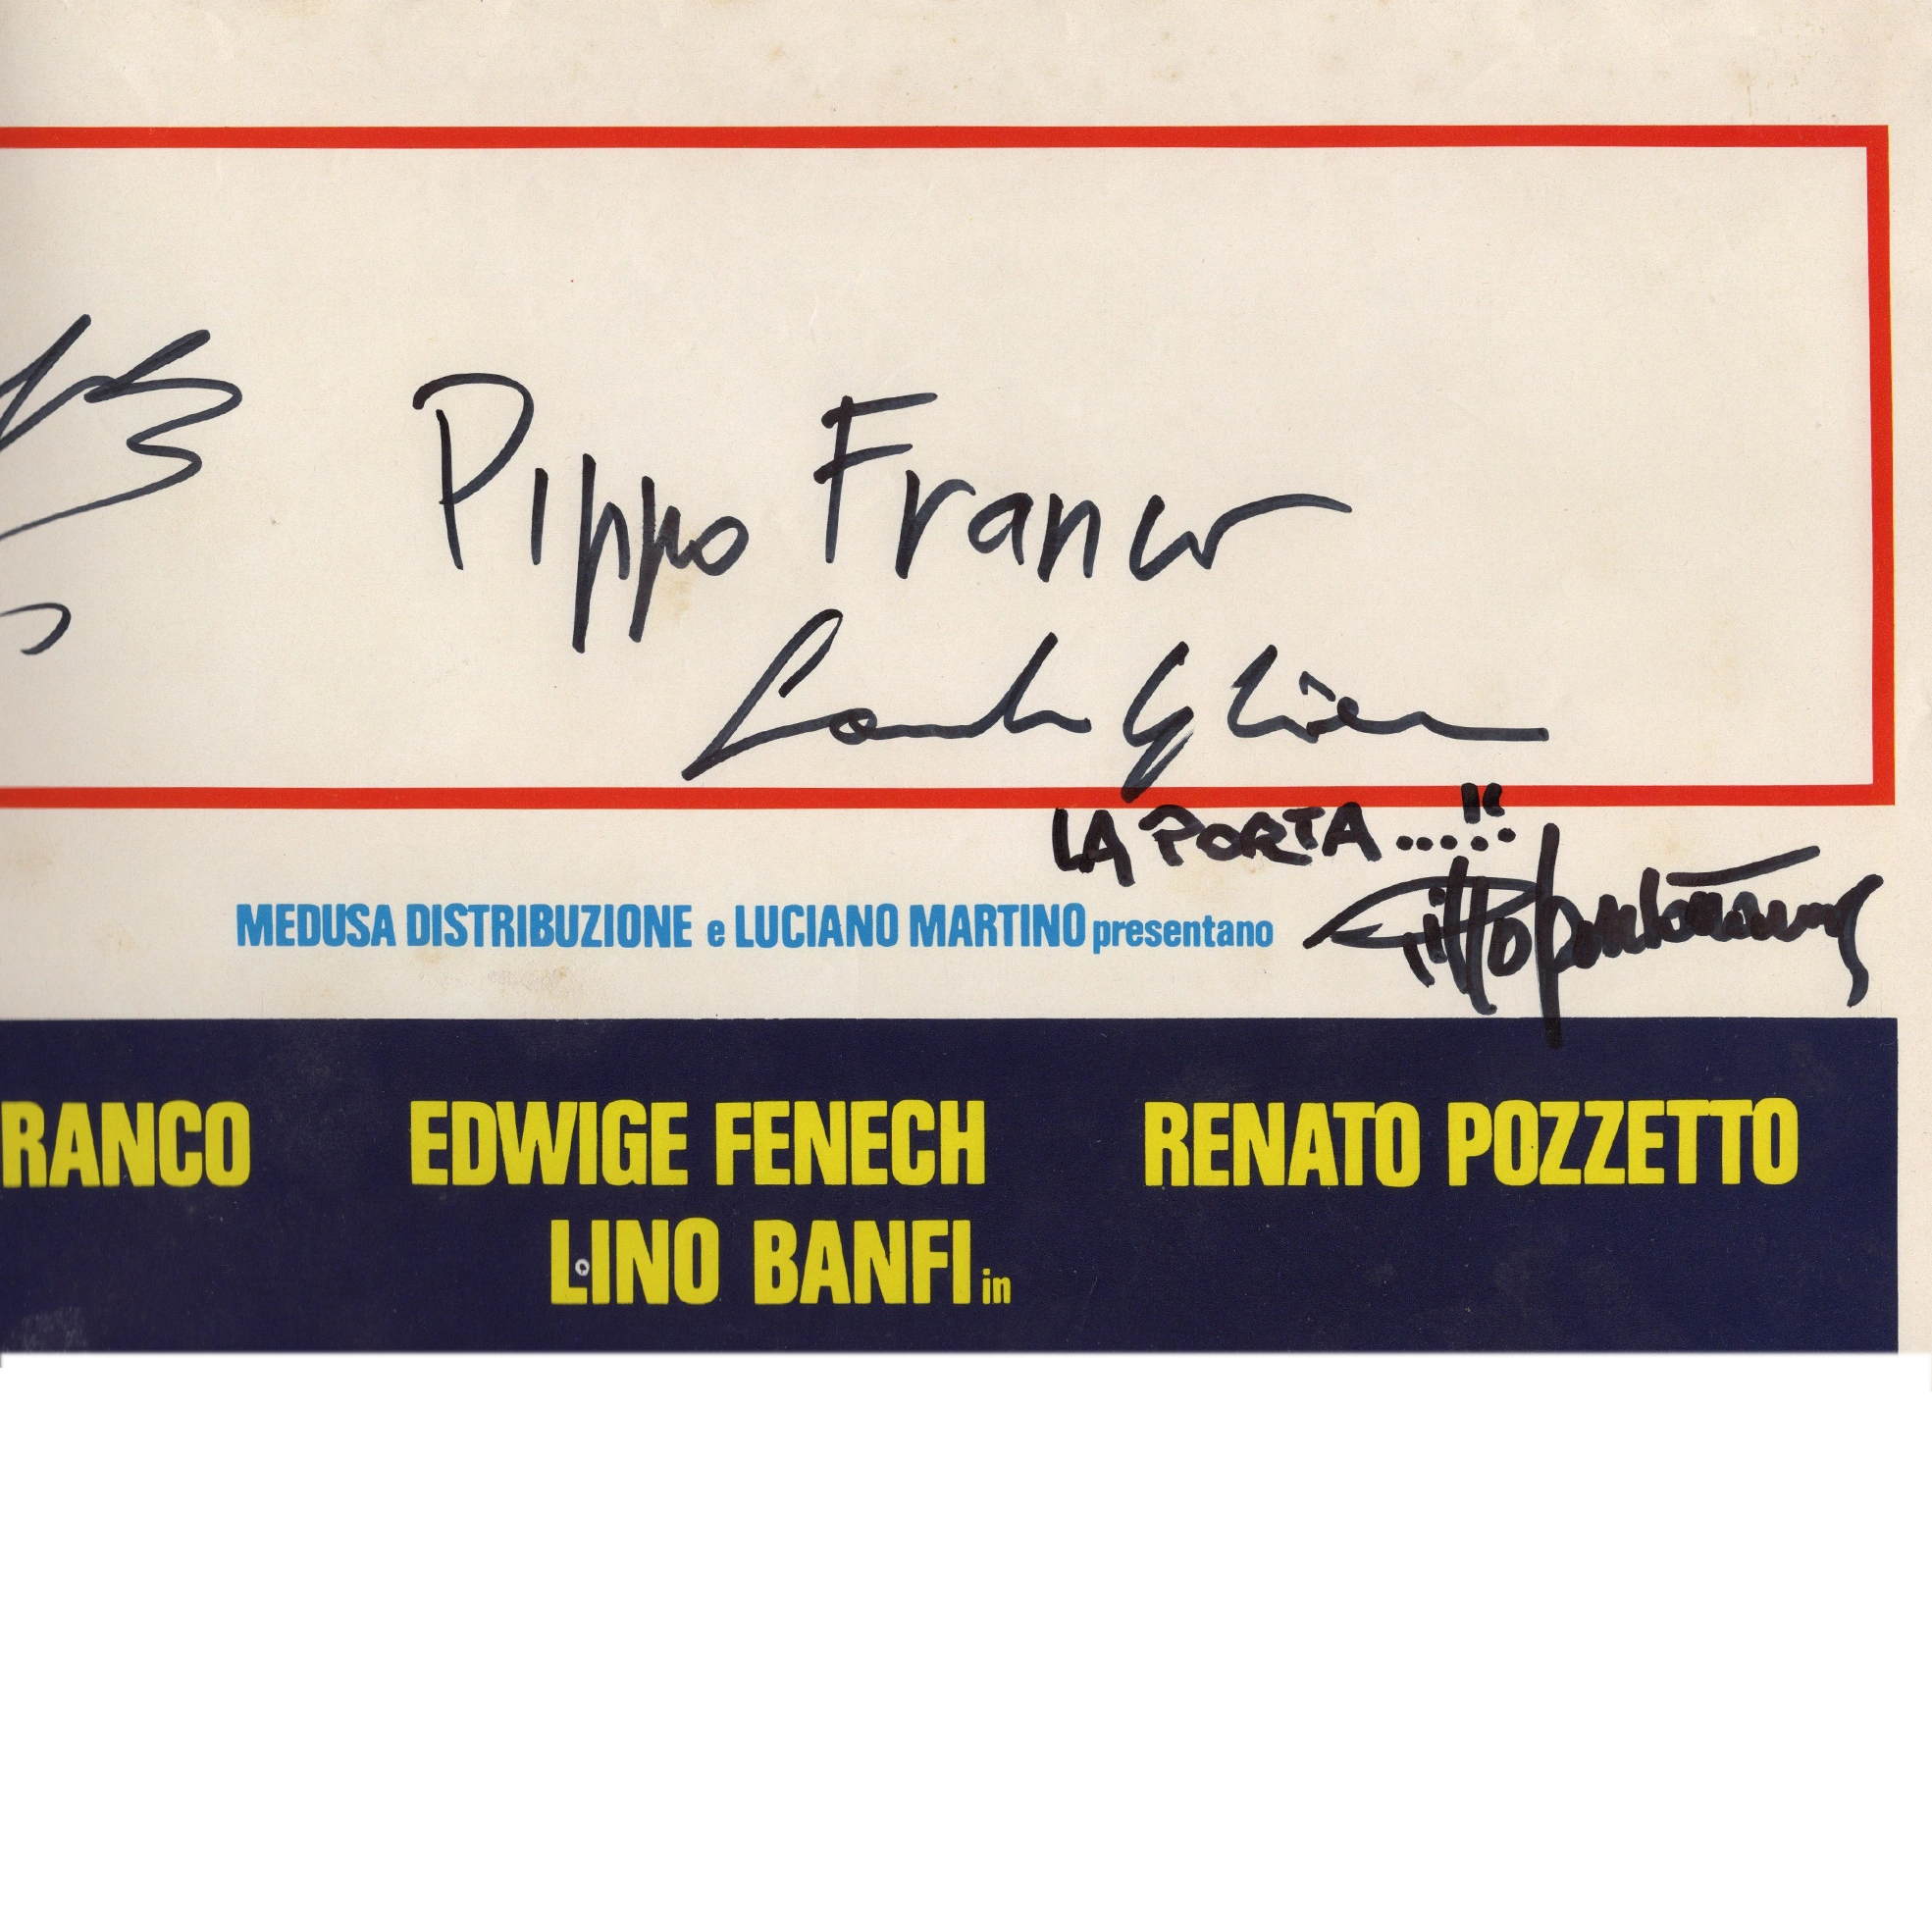 Pippo Franco
LA PORTA .....!!
MEDUSA DISTRIBUZIONE e LUCIANO MARTINO presentano
RANCO EDWIGE FENECH RENATO POZZETTO
LINO BANFI in